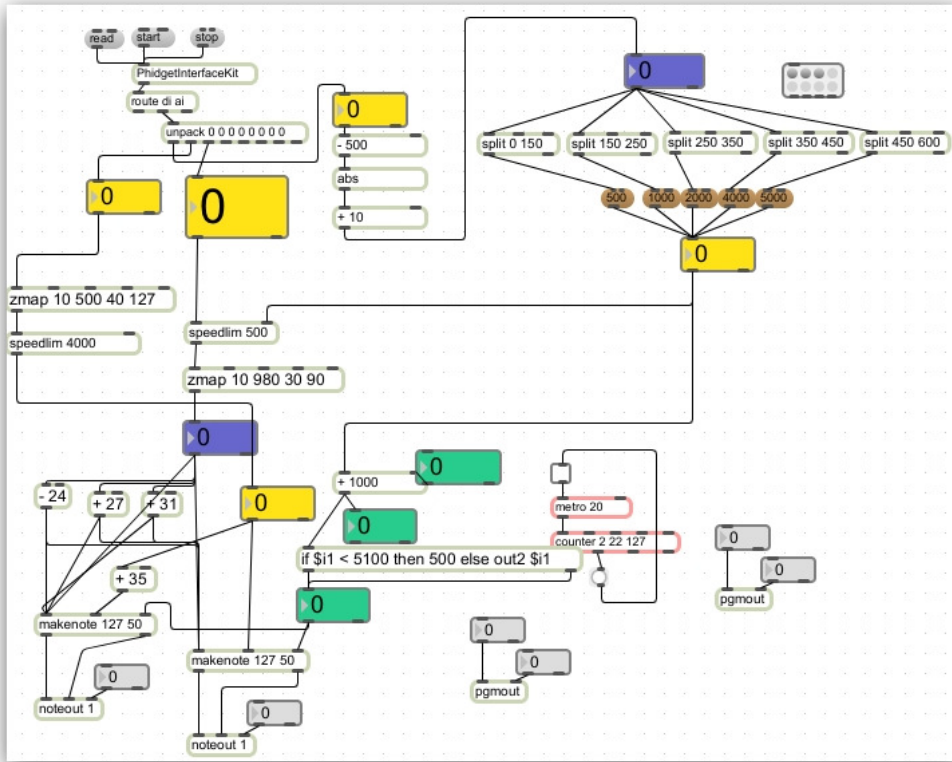 read start stop
PhidgetInterfaceKit
route di ai
unpack 0 0 0 0 0 0 0 0
0
0
0
- 500
abs
+ 10
0
split 0 150 split 150 250 split 250 350 split 350 450 split 450 600
500 1000 2000 4000 5000
0
zmap 10 500 40 127
speedlim 4000
speedlim 500
zmap 10 980 30 90
0
- 24 + 27 + 31
0
+ 35
+ 1000
0
0
if $i1 < 5100 then 500 else out2 $i1
0
metro 20
counter 2 22 127
makenote 127 50
0
noteout 1
makenote 127 50
0
noteout 1
0
0
pgmout
0
0
pgmout